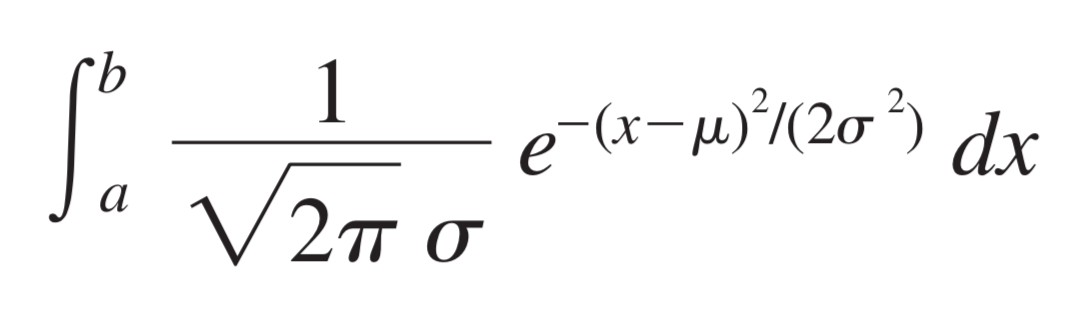 ∫_a^b 1/(√(2π) σ) e^{−(x−μ)²/(2σ²)} dx